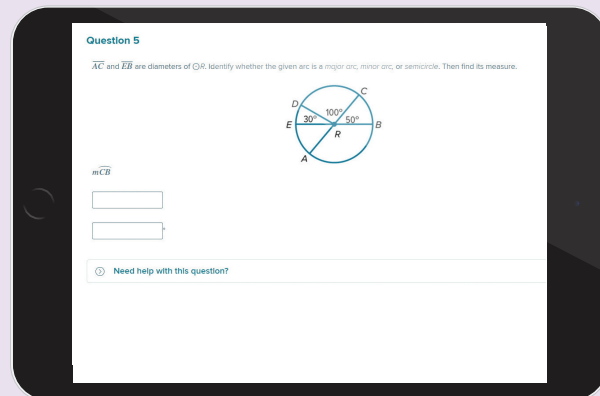 Question 5
AC and EB are diameters of ⊙R. Identify whether the given arc is a major arc, minor arc, or semicircle. Then find its measure.
C
D
100°
30°
50°
E
B
R
A
mCB
°
Need help with this question?